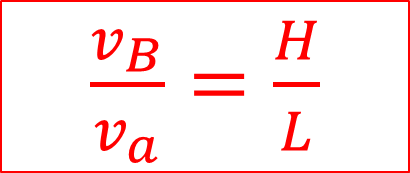 v_B / v_a = H / L